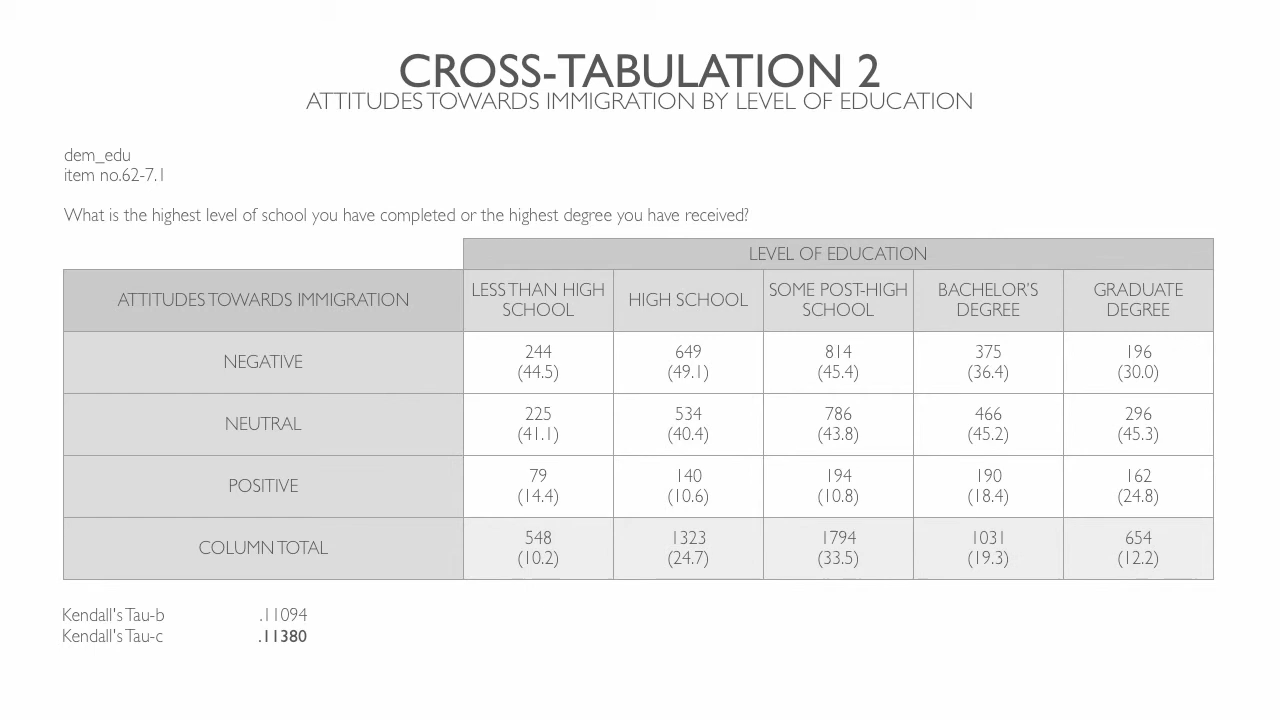 CROSS-TABULATION 2
ATTITUDES TOWARDS IMMIGRATION BY LEVEL OF EDUCATION
dem_edu
item no.62-7.1
What is the highest level of school you have completed or the highest degree you have received?
LEVEL OF EDUCATION
ATTITUDES TOWARDS IMMIGRATION
LESS THAN HIGH
SCHOOL
HIGH SCHOOL
SOME POST-HIGH
SCHOOL
BACHELOR'S
DEGREE
GRADUATE
DEGREE
NEGATIVE
244
(44.5)
649
(49.1)
814
(45.4)
375
(36.4)
196
(30.0)
NEUTRAL
225
(41.1)
534
(40.4)
786
(43.8)
466
(45.2)
296
(45.3)
POSITIVE
79
(14.4)
140
(10.6)
194
(10.8)
190
(18.4)
162
(24.8)
COLUMN TOTAL
548
(10.2)
1323
(24.7)
1794
(33.5)
1031
(19.3)
654
(12.2)
Kendall's Tau-b .11094
Kendall's Tau-c .11380